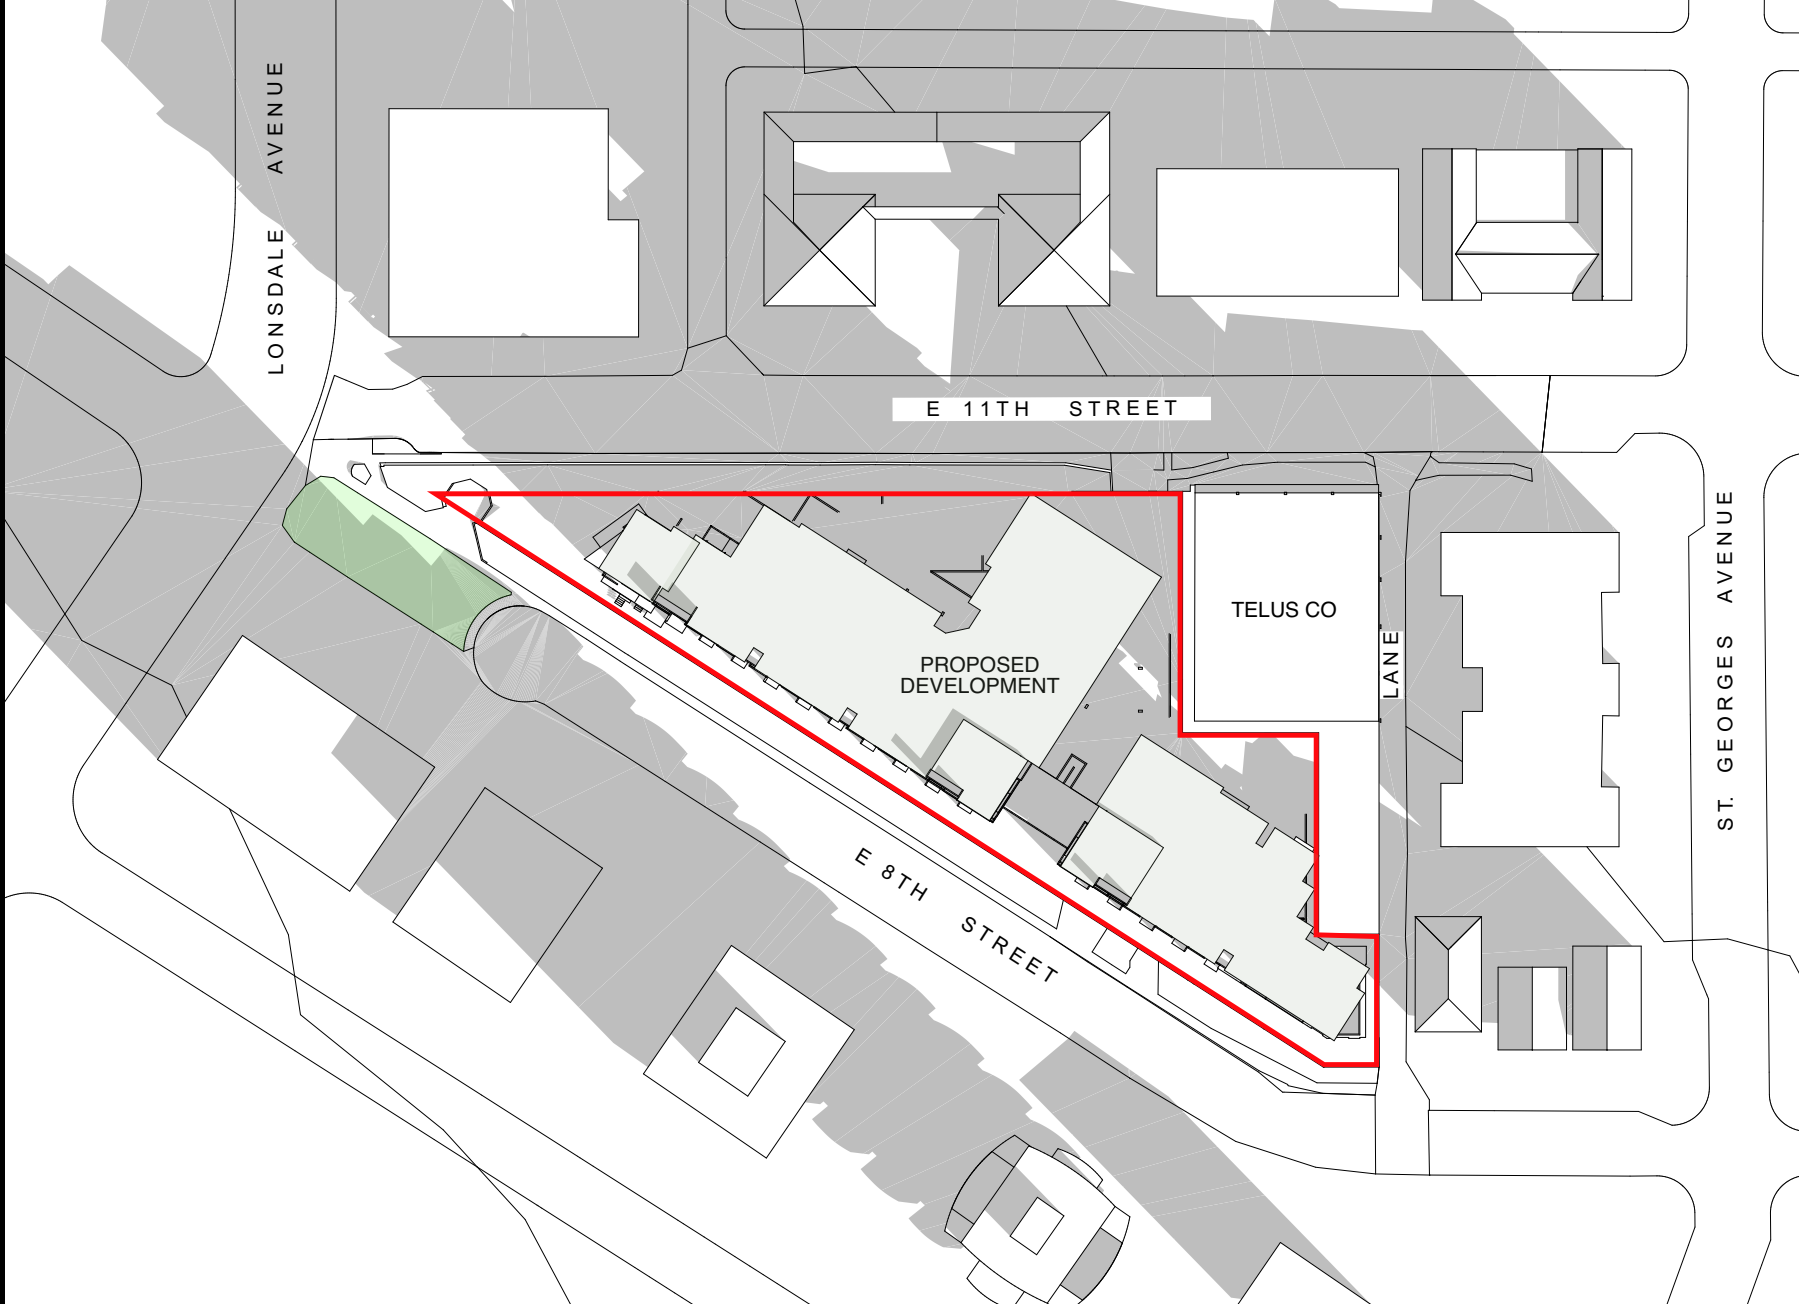 LONSDALE AVENUE
E 11TH STREET
TELUS CO
LANE
PROPOSED
DEVELOPMENT
E 8TH STREET
ST. GEORGES AVENUE